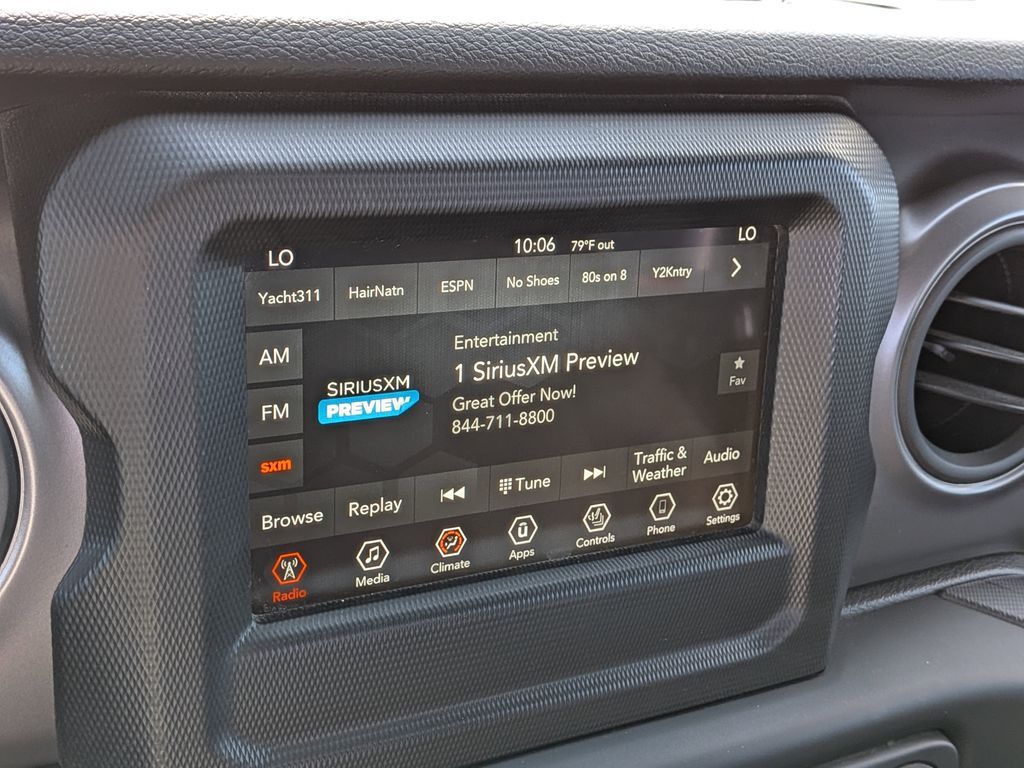 LO
10:06 79°F out
LO
Yacht311
HairNatn
ESPN
No Shoes
80s on 8
Y2Kntry
AM
FM
sxm
SIRIUSXM
PREVIEW
Entertainment
1 SiriusXM Preview
Great Offer Now!
844-711-8800
Fav
Browse
Replay
Tune
Traffic &
Weather
Audio
Radio
Media
Climate
Apps
Controls
Phone
Settings